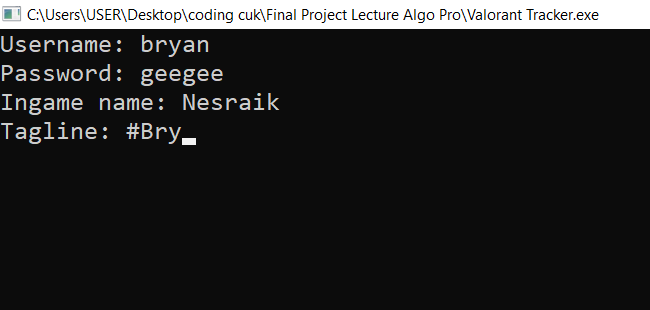 C:\Users\USER\Desktop\coding cuk\Final Project Lecture Algo Pro\Valorant Tracker.exe
Username: bryan
Password: geegee
Ingame name: Nesraik
Tagline: #Bry